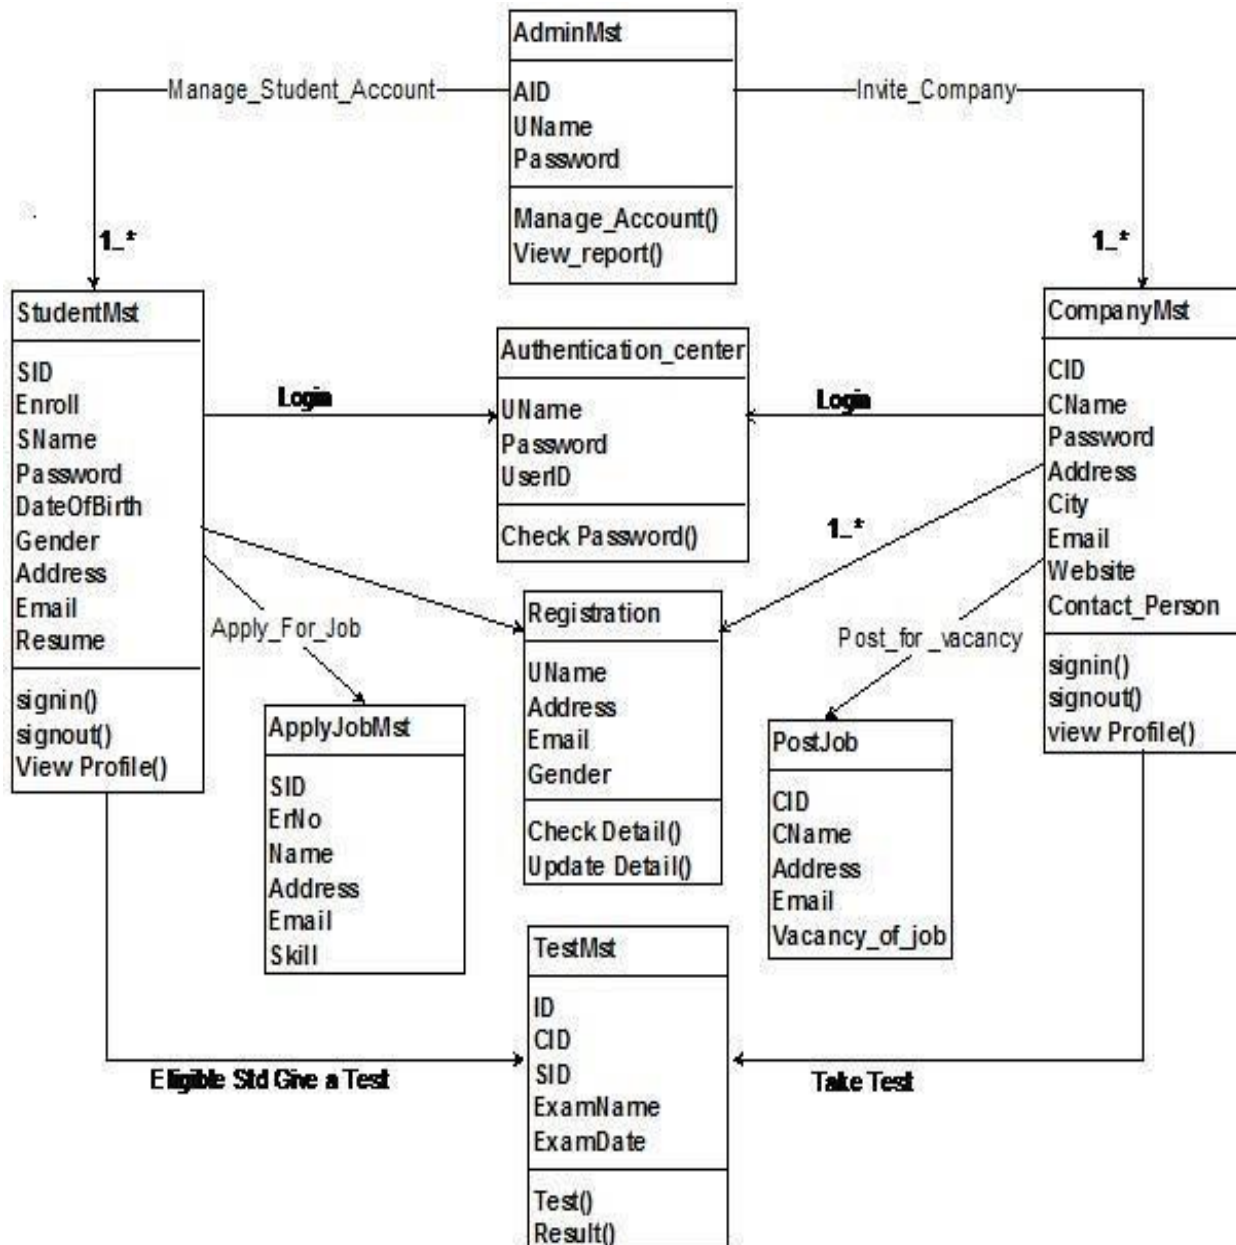 AdminMst
AID
UName
Password
Manage_Account()
View_report()
Manage_Student_Account
Invite_Company
1..*
1..*
StudentMst
SID
Enroll
SName
Password
DateOfBirth
Gender
Address
Email
Resume
signin()
signout()
View Profile()
Login
Authentication_center
UName
Password
UserID
Check Password()
Login
CompanyMst
CID
CName
Password
Address
City
Email
Website
Contact_Person
signin()
signout()
view Profile()
1..*
Apply_For_Job
Registration
UName
Address
Email
Gender
Check Detail()
Update Detail()
Post_for_vacancy
ApplyJobMst
SID
ErNo
Name
Address
Email
Skill
PostJob
CID
CName
Address
Email
Vacancy_of_job
TestMst
ID
CID
SID
ExamName
ExamDate
Test()
Result()
Eligible Std Give a Test
Take Test